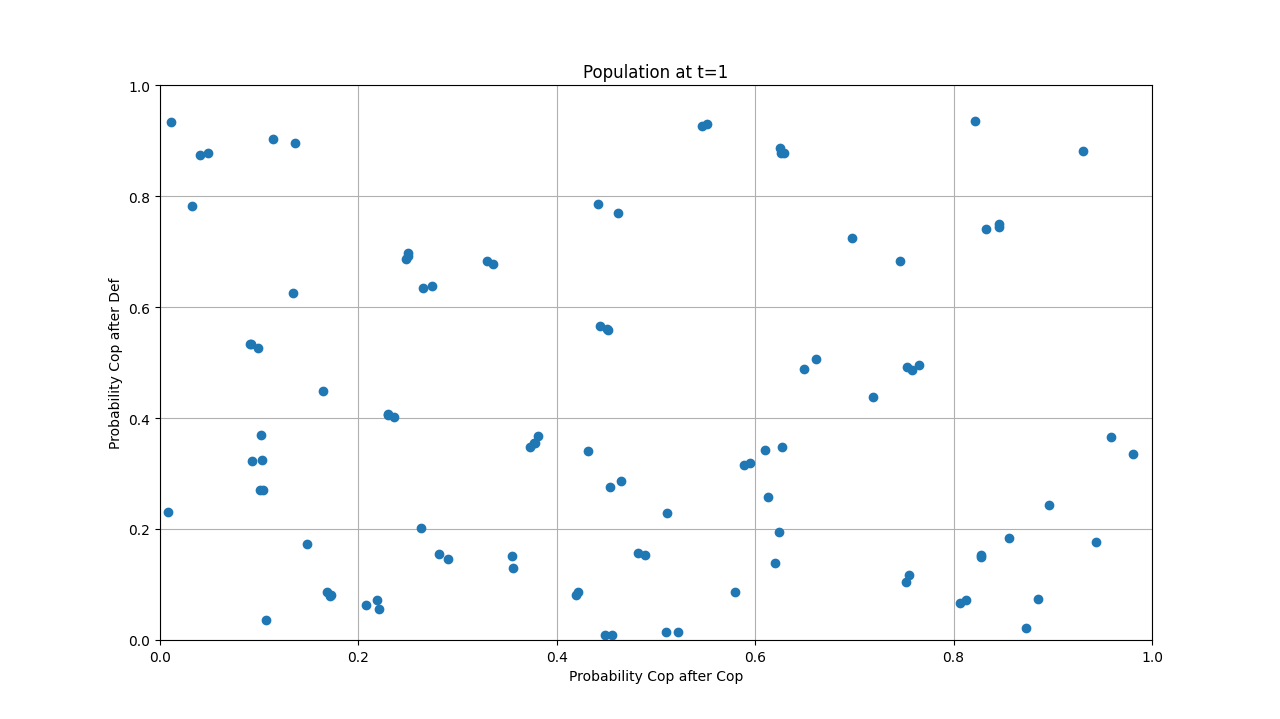 Population at t=1
1.0
0.8
0.6
0.4
0.2
0.0
Probability Cop after Def
0.0 0.2 0.4 0.6 0.8 1.0
Probability Cop after Cop